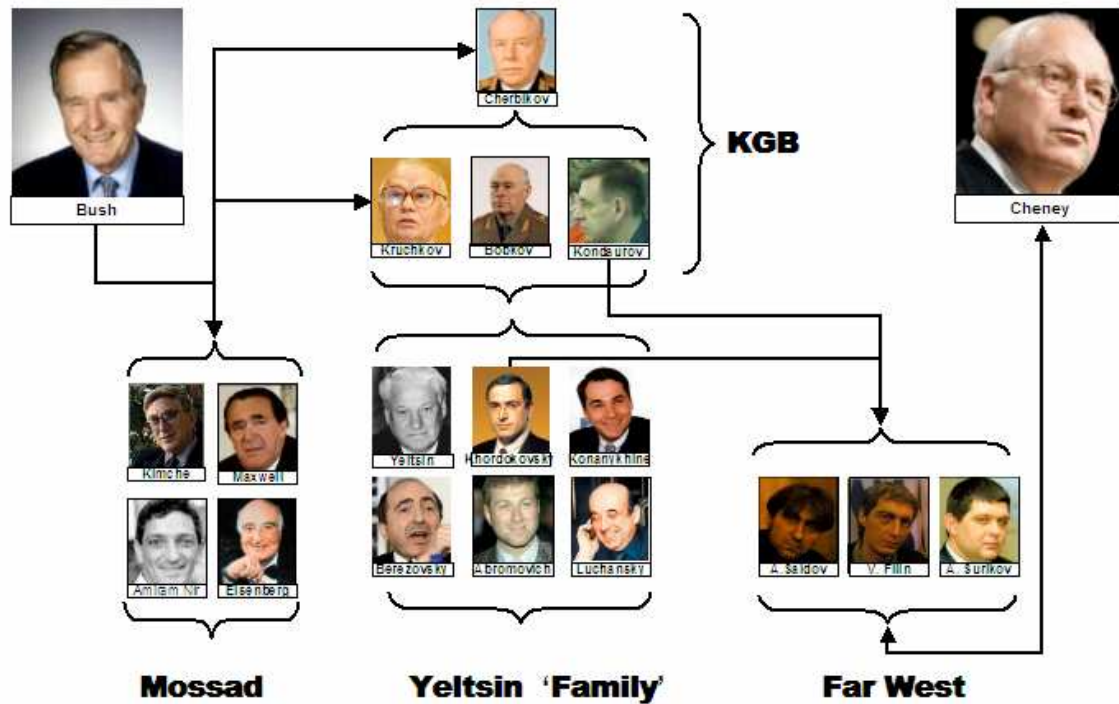 Cherbikov
KGB
Bush
Cheney
Kruchkov
Bobkov
Kondaurov
Kimche
Maxwell
Yeltsin
Khordokovsky
Konanykhine
Amiram Nir
Eisenberg
Berezovsky
Abromovich
Luchansky
A.Saidov
V. Filin
A. Surikov
Mossad
Yeltsin 'Family'
Far West